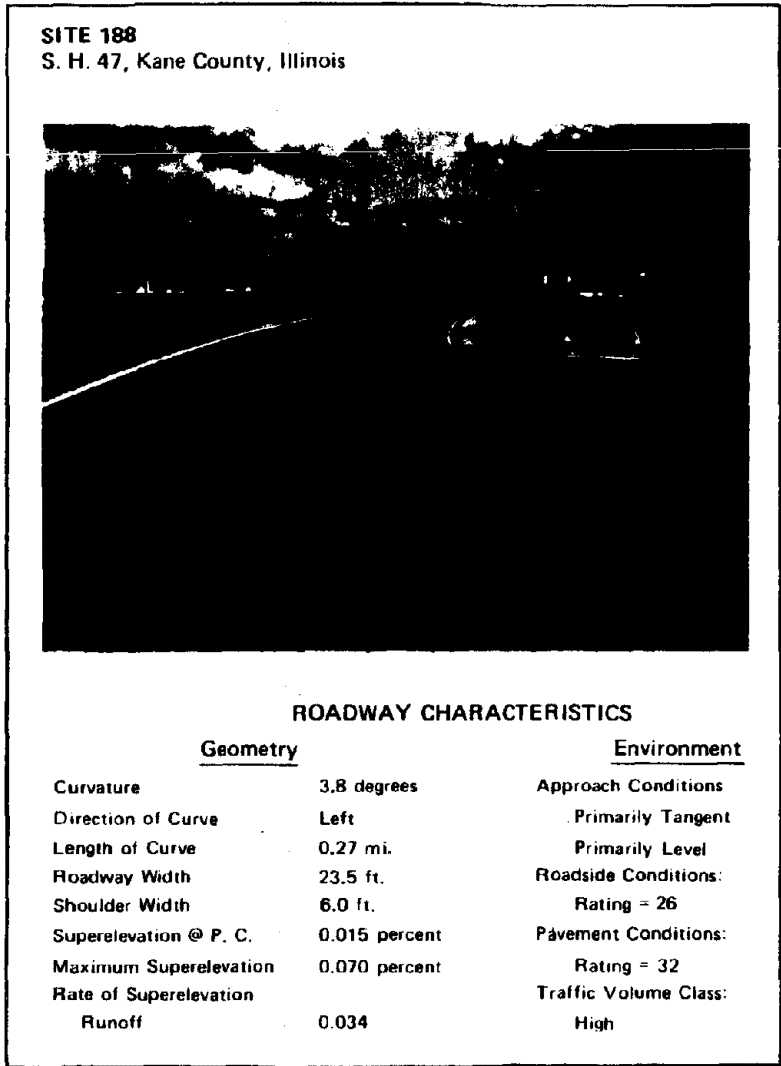 SITE 188
S. H. 47, Kane County, Illinois
ROADWAY CHARACTERISTICS
Geometry
Curvature 3.8 degrees
Direction of Curve Left
Length of Curve 0.27 mi.
Roadway Width 23.5 ft.
Shoulder Width 6.0 ft.
Superelevation @ P. C. 0.015 percent
Maximum Superelevation 0.070 percent
Rate of Superelevation
Runoff 0.034
Environment
Approach Conditions
Primarily Tangent
Primarily Level
Roadside Conditions:
Rating = 26
Pavement Conditions:
Rating = 32
Traffic Volume Class:
High